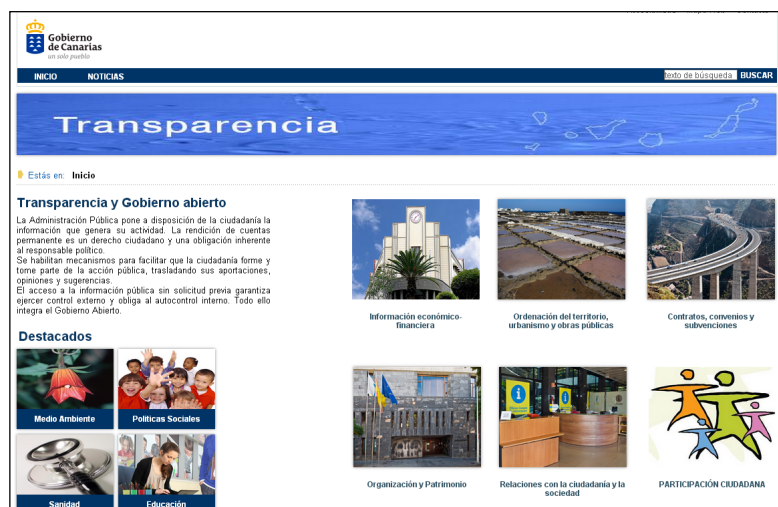 Gobierno
de Canarias
un solo pueblo
INICIO NOTICIAS
texto de búsqueda BUSCAR
Transparencia
Estás en: Inicio
Transparencia y Gobierno abierto
La Administración Pública pone a disposición de la ciudadanía la
información que genera su actividad. La rendición de cuentas
permanente es un derecho ciudadano y una obligación inherente
al responsable político.
Se habilitan mecanismos para facilitar que la ciudadanía forme y
tome parte de la acción pública, trasladando sus aportaciones,
opiniones y sugerencias.
El acceso a la información pública sin solicitud previa garantiza
ejercer control externo y obliga al autocontrol interno. Todo ello
integra el Gobierno Abierto.
Destacados
Medio Ambiente
Políticas Sociales
Sanidad
Educación
Información económico-
financiera
Ordenación del territorio,
urbanismo y obras públicas
Contratos, convenios y
subvenciones
Organización y Patrimonio
Relaciones con la ciudadanía y la
sociedad
PARTICIPACIÓN CIUDADANA